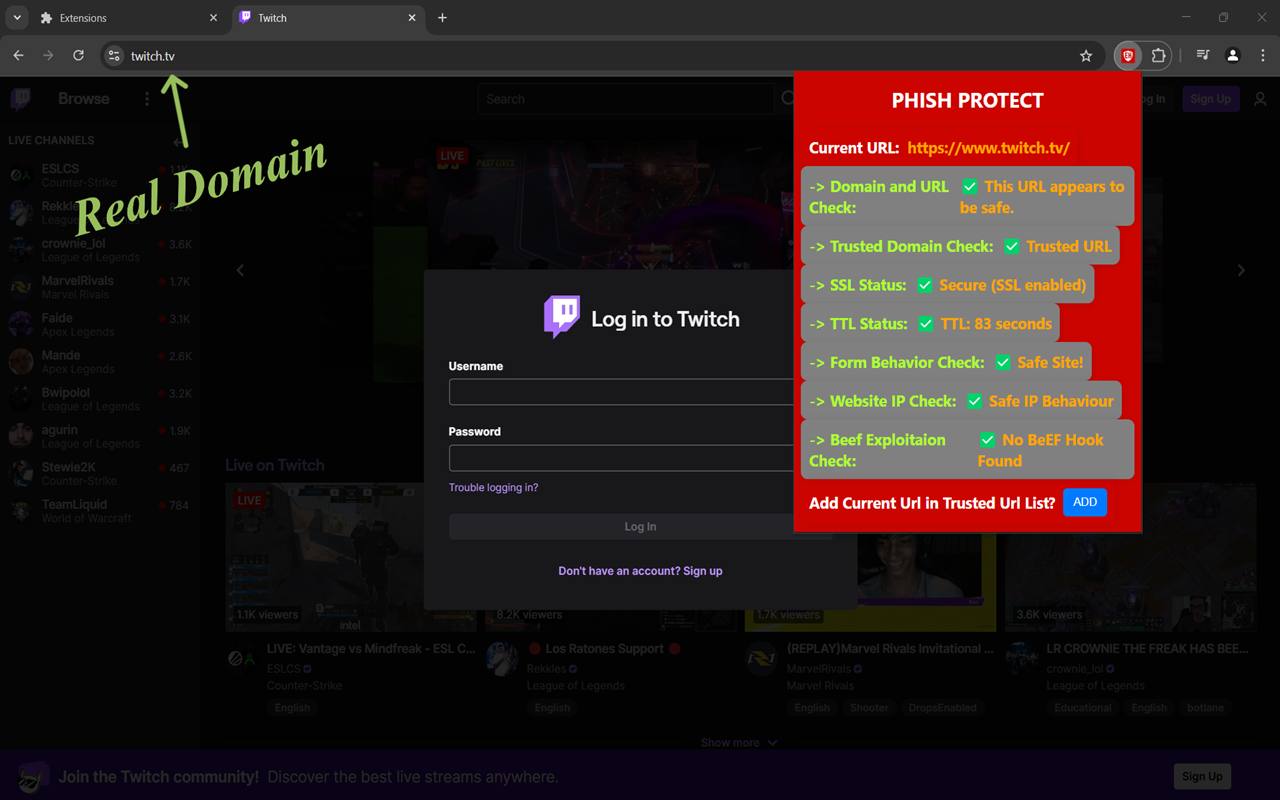 Extensions
Twitch
twitch.tv
Real Domain
Browse
Search
Sign Up
LIVE CHANNELS
ESLCS
Counter-Strike
Rekkles
crownie_lol
3.6K
League of Legends
MarvelRivals
1.7K
Marvel Rivals
Faide
3.1K
Apex Legends
Mande
2.6K
Apex Legends
Bwipolol
3.2K
League of Legends
agurin
1.9K
League of Legends
Stewie2K
467
Counter-Strike
TeamLiquid
784
World of Warcraft
LIVE
PAST LIVES
Log in to Twitch
Username
Password
Trouble logging in?
Log In
Don't have an account? Sign up
PHISH PROTECT
Current URL: https://www.twitch.tv/
-> Domain and URL Check: ✅ This URL appears to be safe.
-> Trusted Domain Check: ✅ Trusted URL
-> SSL Status: ✅ Secure (SSL enabled)
-> TTL Status: ✅ TTL: 83 seconds
-> Form Behavior Check: ✅ Safe Site!
-> Website IP Check: ✅ Safe IP Behaviour
-> Beef Exploitaion Check: ✅ No BeEF Hook Found
Add Current Url in Trusted Url List? ADD
Live on Twitch
LIVE
1.1K viewers
intel
8.2K viewers
1.7K viewers
3.6K viewers
LIVE: Vantage vs Mindfreak - ESL C...
ESLCS
Counter-Strike
English
Los Ratones Support
Rekkles
League of Legends
English
(REPLAY)Marvel Rivals Invitational ...
MarvelRivals
Marvel Rivals
English Shooter DropsEnabled
LR CROWNIE THE FREAK HAS BEE...
crownie_lol
League of Legends
Educational English botlane
Show more
Join the Twitch community! Discover the best live streams anywhere.
Sign Up